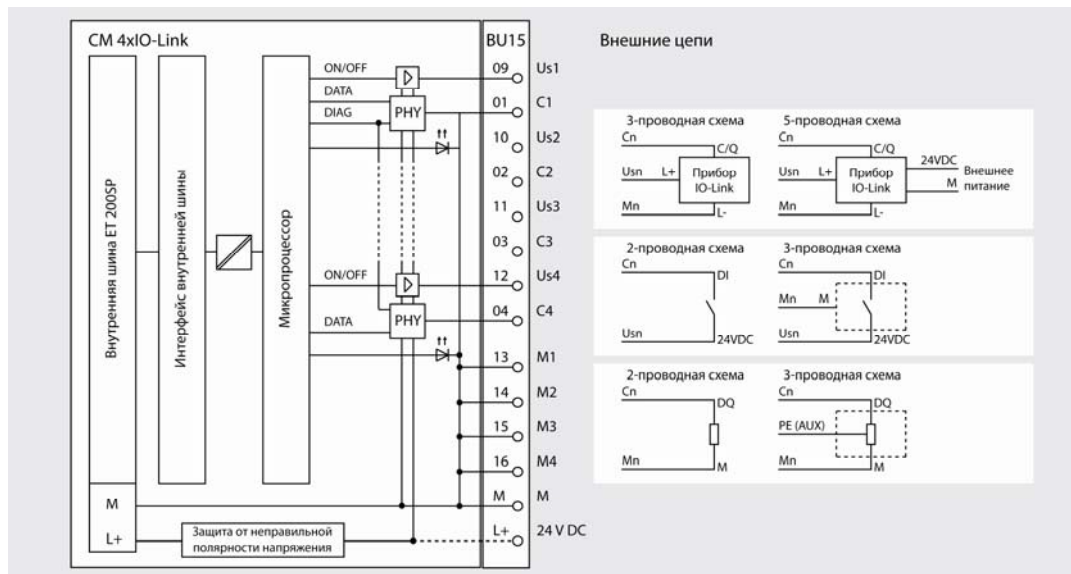 CM 4xIO-Link
BU15
Внешние цепи
Внутренняя шина ET 200SP
Интерфейс внутренней шины
Микропроцессор
ON/OFF
DATA
DIAG
PHY
ON/OFF
DATA
PHY
09 Us1
01 C1
10 Us2
02 C2
11 Us3
03 C3
12 Us4
04 C4
13 M1
14 M2
15 M3
16 M4
M
M M
L+
Защита от неправильной
полярности напряжения
L+ 24 V DC
3-проводная схема
Cn
C/Q
Usn L+
Прибор
IO-Link
Mn
L-
5-проводная схема
Cn
C/Q
Usn L+
Прибор
IO-Link
24VDC
M
Внешнее
питание
Mn
L-
2-проводная схема
Cn
DI
Usn
24VDC
3-проводная схема
Cn
DI
Mn M
Usn
24VDC
2-проводная схема
Cn
DQ
Mn
M
3-проводная схема
Cn
DQ
PE (AUX)
Mn
M